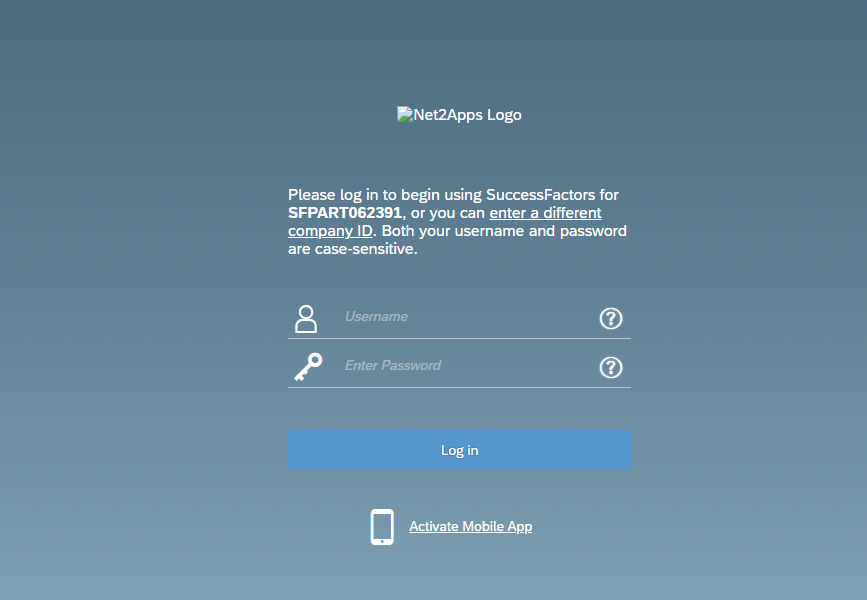 Net2Apps Logo
Please log in to begin using SuccessFactors for
SFPART062391, or you can enter a different
company ID. Both your username and password
are case-sensitive.
Username
?
Enter Password
?
Log in
Activate Mobile App